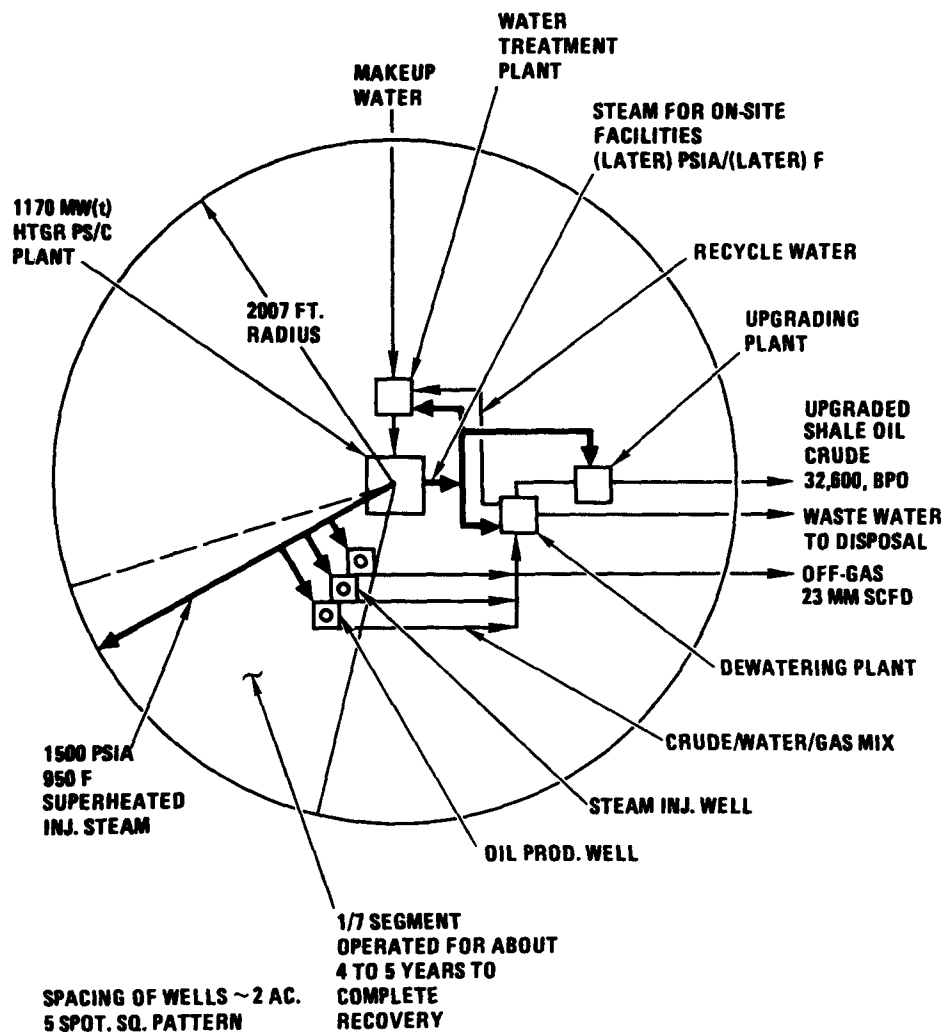 WATER
TREATMENT
PLANT
MAKEUP
WATER
STEAM FOR ON-SITE
FACILITIES
(LATER) PSIA/(LATER) F
1170 MW(t)
HTGR PS/C
PLANT
RECYCLE WATER
2007 FT.
RADIUS
UPGRADING
PLANT
UPGRADED
SHALE OIL
CRUDE
32,600, BPO
WASTE WATER
TO DISPOSAL
OFF-GAS
23 MM SCFD
DEWATERING PLANT
CRUDE/WATER/GAS MIX
1500 PSIA
950 F
SUPERHEATED
INJ. STEAM
STEAM INJ. WELL
OIL PROD. WELL
1/7 SEGMENT
OPERATED FOR ABOUT
4 TO 5 YEARS TO
COMPLETE
RECOVERY
SPACING OF WELLS ~ 2 AC.
5 SPOT. SQ. PATTERN